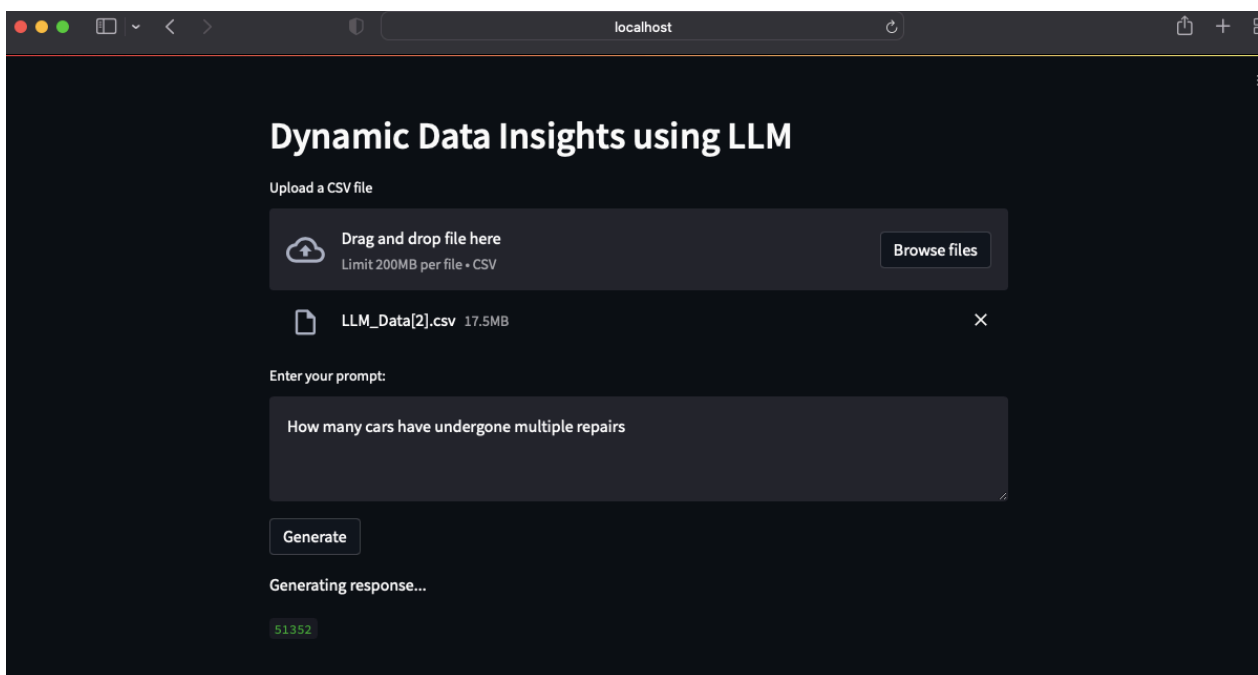 localhost
Dynamic Data Insights using LLM
Upload a CSV file
Drag and drop file here
Limit 200MB per file • CSV
Browse files
LLM_Data[2].csv 17.5MB
Enter your prompt:
How many cars have undergone multiple repairs
Generate
Generating response...
51352